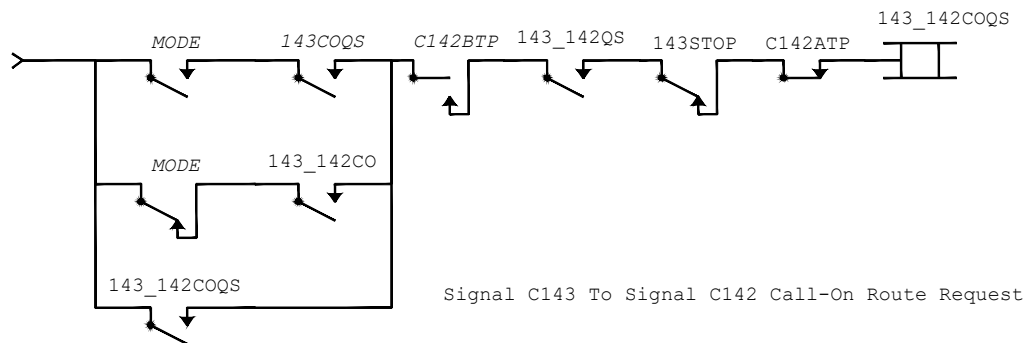 143_142COQS
MODE 143COQS C142BTP 143_142QS 143STOP C142ATP
MODE 143_142CO
143_142COQS
Signal C143 To Signal C142 Call-On Route Request